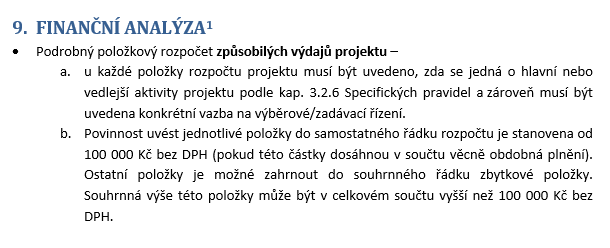 9. FINANČNÍ ANALÝZA¹
• Podrobný položkový rozpočet způsobilých výdajů projektu –
a. u každé položky rozpočtu projektu musí být uvedeno, zda se jedná o hlavní nebo
vedlejší aktivity projektu podle kap. 3.2.6 Specifických pravidel a zároveň musí být
uvedena konkrétní vazba na výběrové/zadávací řízení.
b. Povinnost uvést jednotlivé položky do samostatného řádku rozpočtu je stanovena od
100 000 Kč bez DPH (pokud této částky dosáhnou v součtu věcně obdobná plnění).
Ostatní položky je možné zahrnout do souhrnného řádku zbytkové položky.
Souhrnná výše této položky může být v celkovém součtu vyšší než 100 000 Kč bez
DPH.